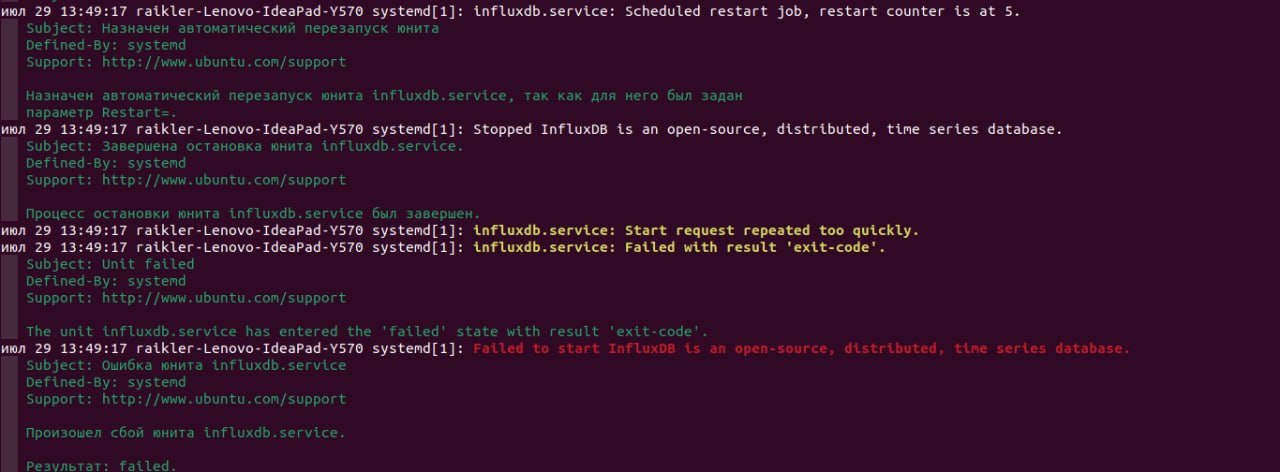 июл 29 13:49:17 raikler-Lenovo-IdeaPad-Y570 systemd[1]: influxdb.service: Scheduled restart job, restart counter is at 5.
Subject: Назначен автоматический перезапуск юнита
Defined-By: systemd
Support: http://www.ubuntu.com/support
Назначен автоматический перезапуск юнита influxdb.service, так как для него был задан
параметр Restart=.
июл 29 13:49:17 raikler-Lenovo-IdeaPad-Y570 systemd[1]: Stopped InfluxDB is an open-source, distributed, time series database.
Subject: Завершена остановка юнита influxdb.service.
Defined-By: systemd
Support: http://www.ubuntu.com/support
Процесс остановки юнита influxdb.service был завершен.
июл 29 13:49:17 raikler-Lenovo-IdeaPad-Y570 systemd[1]: influxdb.service: Start request repeated too quickly.
июл 29 13:49:17 raikler-Lenovo-IdeaPad-Y570 systemd[1]: influxdb.service: Failed with result 'exit-code'.
Subject: Unit failed
Defined-By: systemd
Support: http://www.ubuntu.com/support
The unit influxdb.service has entered the 'failed' state with result 'exit-code'.
июл 29 13:49:17 raikler-Lenovo-IdeaPad-Y570 systemd[1]: Failed to start InfluxDB is an open-source, distributed, time series database.
Subject: Ошибка юнита influxdb.service
Defined-By: systemd
Support: http://www.ubuntu.com/support
Произошел сбой юнита influxdb.service.
Результат: failed.